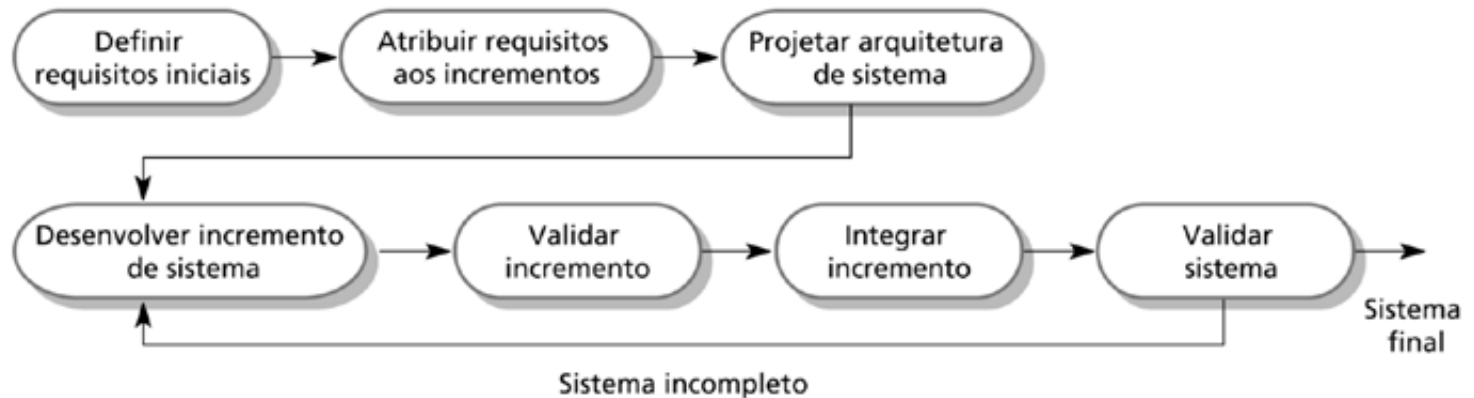 Definir
requisitos iniciais
Atribuir requisitos
aos incrementos
Projetar arquitetura
de sistema
Desenvolver incremento
de sistema
Validar
incremento
Integrar
incremento
Validar
sistema
Sistema
final
Sistema incompleto